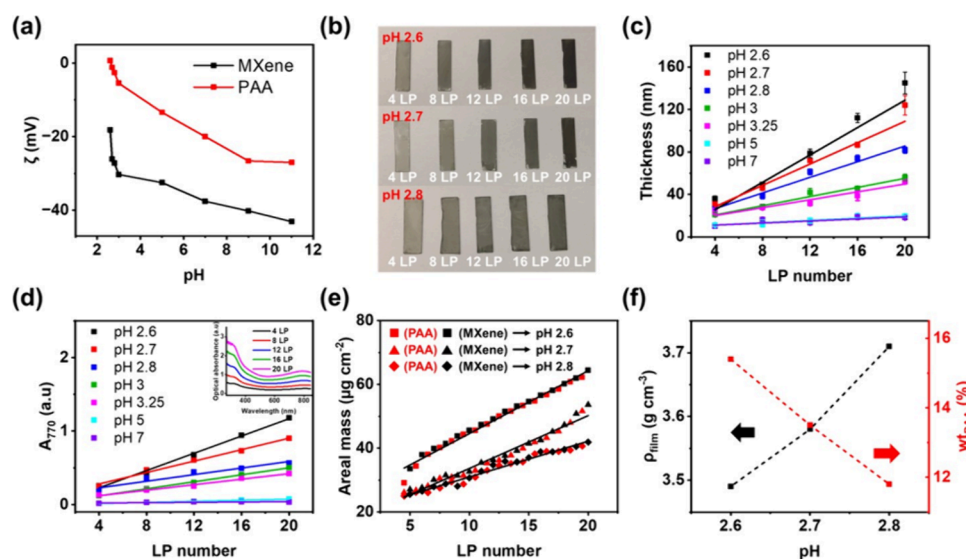 (a)
0
−20
−40
ζ (mV)
MXene
PAA
2 4 6 8 10 12
pH
(b)
pH 2.6
4 LP 8 LP 12 LP 16 LP 20 LP
pH 2.7
4 LP 8 LP 12 LP 16 LP 20 LP
pH 2.8
4 LP 8 LP 12 LP 16 LP 20 LP
(c)
160
120
80
40
0
Thickness (nm)
pH 2.6
pH 2.7
pH 2.8
pH 3
pH 3.25
pH 5
pH 7
4 8 12 16 20
LP number
(d)
2
1
0
A770 (a.u)
pH 2.6
pH 2.7
pH 2.8
pH 3
pH 3.25
pH 5
pH 7
Optical absorbance (a.u)
3
2
1
0
4 LP
8 LP
12 LP
16 LP
20 LP
400 600 800
Wavelength (nm)
4 8 12 16 20
LP number
(e)
80
60
40
20
Areal mass (µg cm-2)
(PAA) (MXene) pH 2.6
(PAA) (MXene) pH 2.7
(PAA) (MXene) pH 2.8
5 10 15 20
LP number
(f)
3.7
3.6
3.5
ρfilm (g cm-3)
16
14
12
(%)
2.6 2.7 2.8
pH